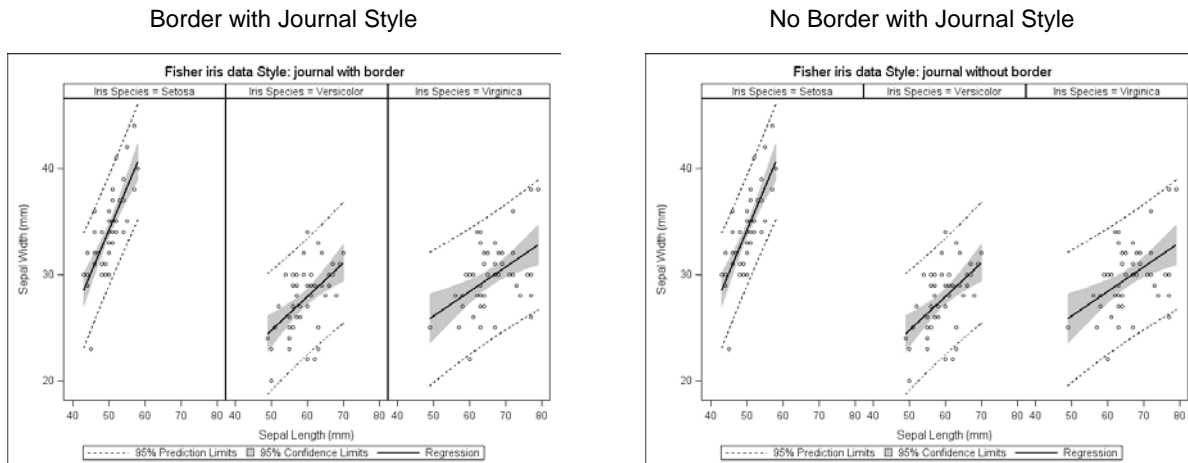 Border with Journal Style
Fisher iris data Style: journal with border
Iris Species = Setosa
Iris Species = Versicolor
Iris Species = Virginica
Sepal Width (mm)
40
30
20
40 50 60 70 80
40 50 60 70 80
40 50 60 70 80
Sepal Length (mm)
95% Prediction Limits 95% Confidence Limits Regression
No Border with Journal Style
Fisher iris data Style: journal without border
Iris Species = Setosa
Iris Species = Versicolor
Iris Species = Virginica
Sepal Width (mm)
40
30
20
40 50 60 70 80
40 50 60 70 80
40 50 60 70 80
Sepal Length (mm)
95% Prediction Limits 95% Confidence Limits Regression